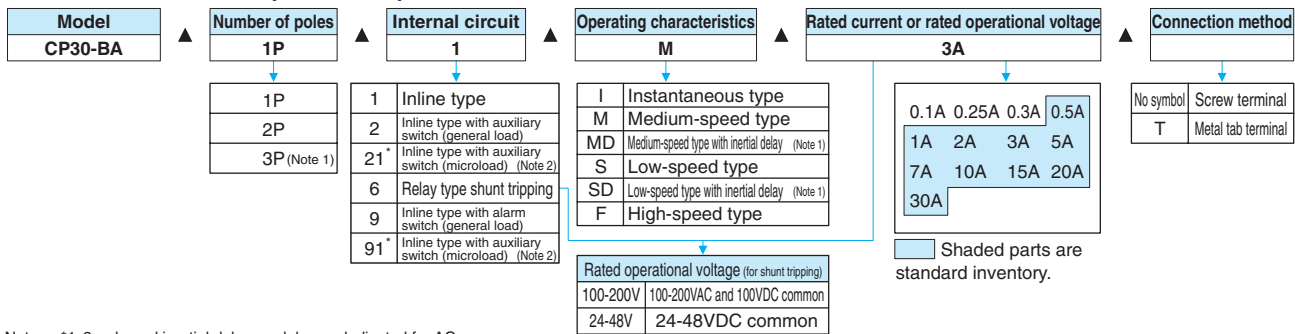 Model
CP30-BA
▲
Number of poles
1P
▲
Internal circuit
1
▲
Operating characteristics
M
▲
Rated current or rated operational voltage
3A
▲
Connection method
1P
2P
3P (Note 1)
1 Inline type
2 Inline type with auxiliary switch (general load)
21* Inline type with auxiliary switch (microload) (Note 2)
6 Relay type shunt tripping
9 Inline type with alarm switch (general load)
91* Inline type with auxiliary switch (microload) (Note 2)
I Instantaneous type
M Medium-speed type
MD Medium-speed type with inertial delay (Note 1)
S Low-speed type
SD Low-speed type with inertial delay (Note 1)
F High-speed type
Rated operational voltage (for shunt tripping)
100-200V 100-200VAC and 100VDC common
24-48V 24-48VDC common
0.1A 0.25A 0.3A 0.5A
1A 2A 3A 5A
7A 10A 15A 20A
30A
Shaded parts are
standard inventory.
No symbol Screw terminal
T Metal tab terminal